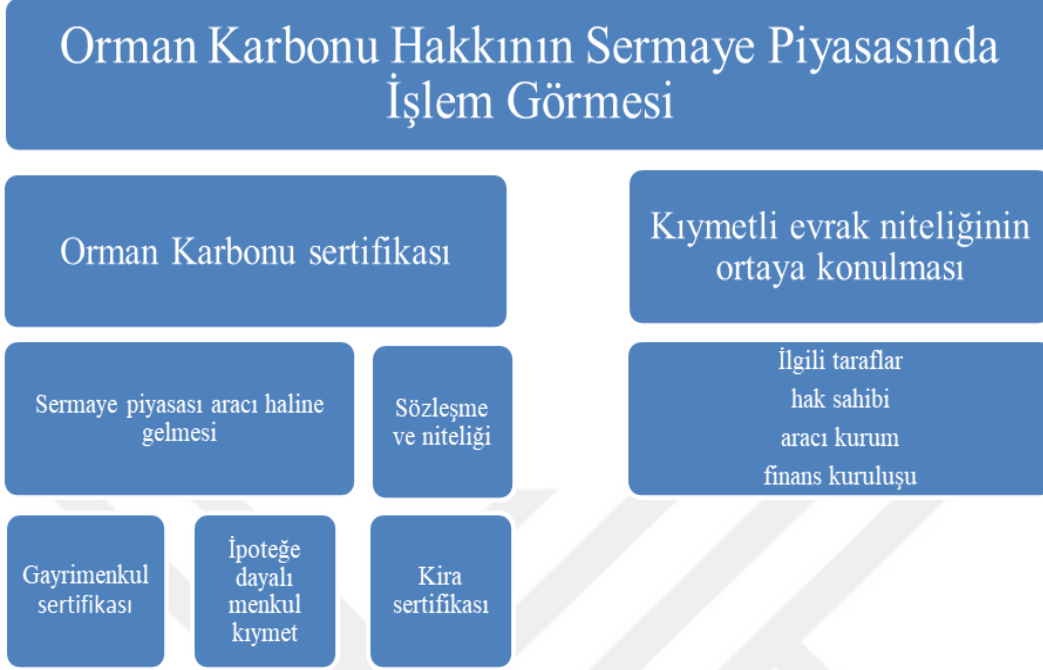 Orman Karbonu Hakkının Sermaye Piyasasında
İşlem Görmesi
Orman Karbonu sertifikası
Kıymetli evrak niteliğinin
ortaya konulması
Sermaye piyasası aracı haline
gelmesi
Sözleşme
ve niteliği
İlgili taraflar
hak sahibi
aracı kurum
finans kuruluşu
Gayrimenkul
sertifikası
İpoteğe
dayalı
menkul
kıymet
Kira
sertifikası